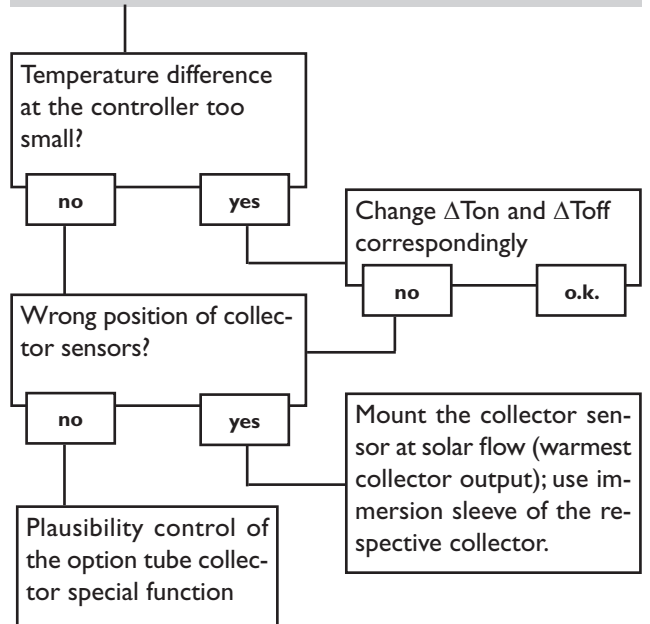 Temperature difference
at the controller too
small?
no
yes
Change ΔTon and ΔToff
correspondingly
no
o.k.
Wrong position of collec-
tor sensors?
no
yes
Mount the collector sen-
sor at solar flow (warmest
collector output); use im-
mersion sleeve of the re-
spective collector.
Plausibility control of
the option tube collec-
tor special function